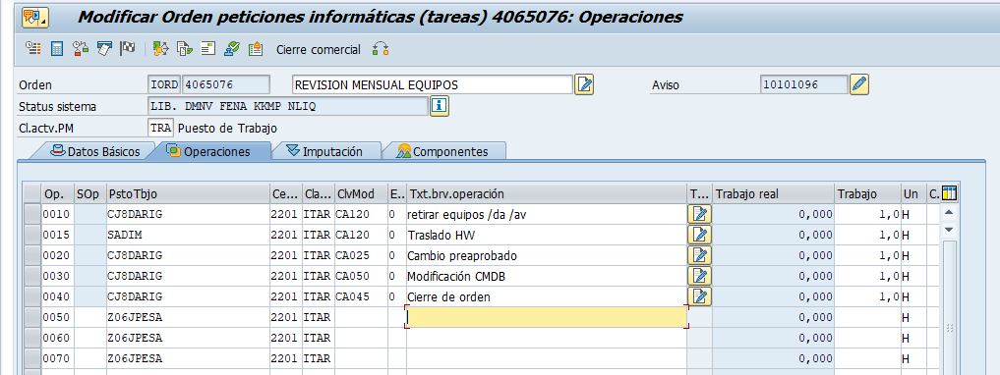 Modificar Orden peticiones informáticas (tareas) 4065076: Operaciones
Cierre comercial
Orden IORD 4065076 REVISION MENSUAL EQUIPOS Aviso 10101096
Status sistema LIB. DMNV FENA KKMP NLIQ
Cl.actv.PM TRA Puesto de Trabajo
Datos Básicos Operaciones Imputación Componentes
Op. SOp PstoTbjo Ce... Cla... ClvMod E.. Txt.brv.operación T... Trabajo real Trabajo Un C.
0010 CJ8DARIG 2201 ITAR CA120 0 retirar equipos /da /av 0,000 1,0 H
0015 SADIM 2201 ITAR CA120 0 Traslado HW 0,000 1,0 H
0020 CJ8DARIG 2201 ITAR CA025 0 Cambio preaprobado 0,000 1,0 H
0030 CJ8DARIG 2201 ITAR CA050 0 Modificación CMDB 0,000 1,0 H
0040 CJ8DARIG 2201 ITAR CA045 0 Cierre de orden 0,000 1,0 H
0050 Z06JPESA 2201 ITAR 0,000 H
0060 Z06JPESA 2201 ITAR 0,000 H
0070 Z06JPESA 2201 ITAR 0,000 H